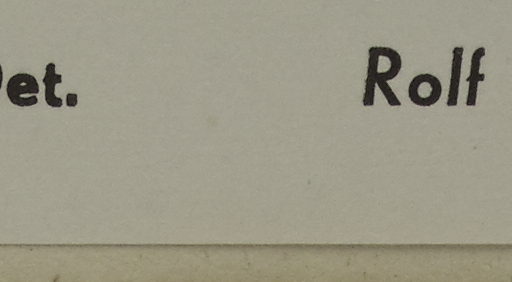 et. Rolf